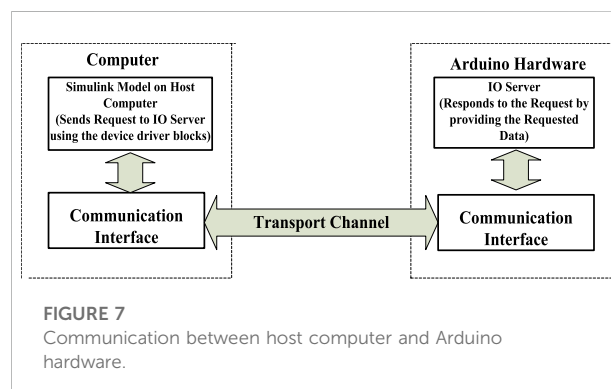 Computer
Simulink Model on Host
Computer
(Sends Request to IO Server
using the device driver blocks)
Communication
Interface
Transport Channel
Arduino Hardware
IO Server
(Responds to the Request by
providing the Requested
Data)
Communication
Interface
FIGURE 7
Communication between host computer and Arduino
hardware.